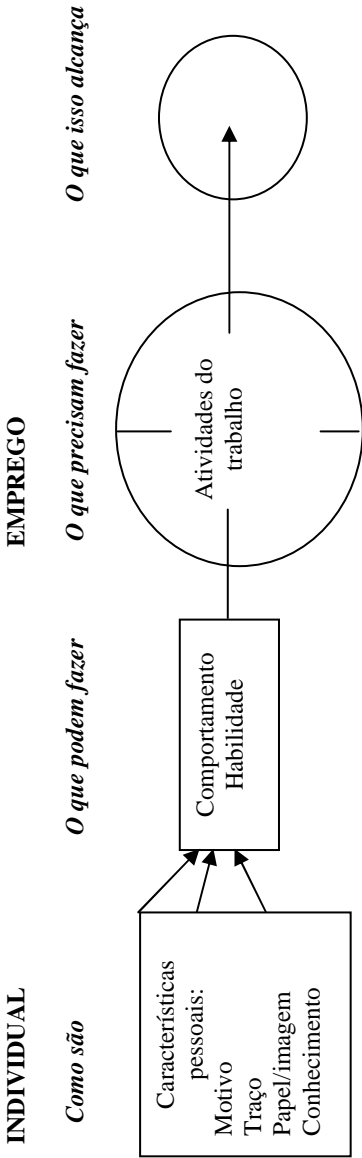 INDIVIDUAL
EMPREGO
Como são
O que podem fazer
O que precisam fazer
O que isso alcança
Características
pessoais:
Motivo
Traço
Papel/imagem
Conhecimento
Comportamento
Habilidade
Atividades do
trabalho